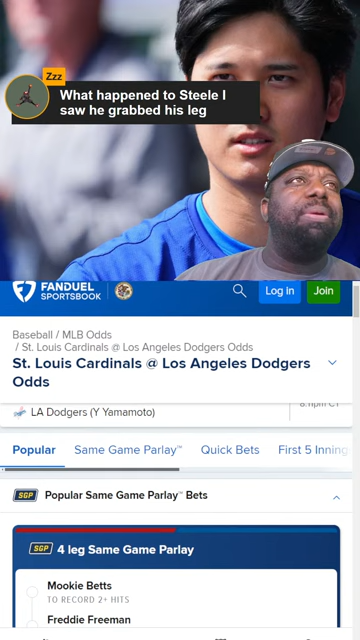 Zzz
What happened to Steele I
saw he grabbed his leg
FANDUEL
SPORTSBOOK
Log in
Join
Baseball / MLB Odds
/ St. Louis Cardinals @ Los Angeles Dodgers Odds
St. Louis Cardinals @ Los Angeles Dodgers
Odds
LA Dodgers (Y Yamamoto)
8:11PM CT
Popular
Same Game Parlay™
Quick Bets
First 5 Inning
SGP
Popular Same Game Parlay™ Bets
SGP
4 leg Same Game Parlay
Mookie Betts
TO RECORD 2+ HITS
Freddie Freeman